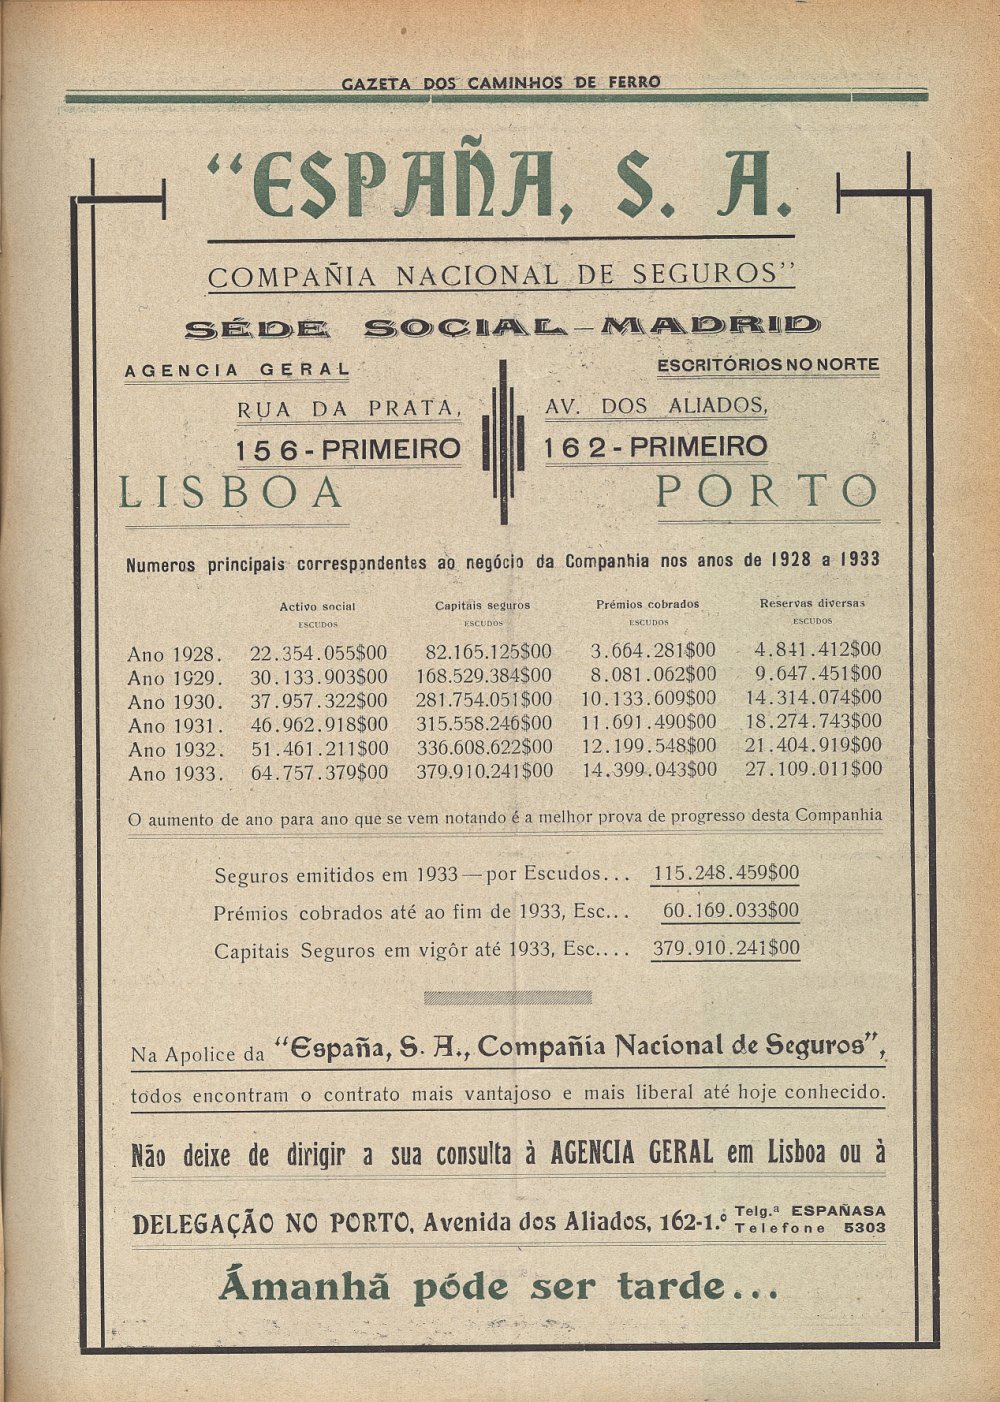 GAZETA DOS CAMINHOS DE FERRO
“ESPAÑA, S. A.
COMPAÑIA NACIONAL DE SEGUROS”
SÉDE SOCIAL — MADRID
AGENCIA GERAL
RUA DA PRATA,
156 - PRIMEIRO
LISBOA
ESCRITÓRIOS NO NORTE
AV. DOS ALIADOS,
162 - PRIMEIRO
PORTO
Numeros principais correspondentes ao negócio da Companhia nos anos de 1928 a 1933
Activo social Capitais seguros Prémios cobrados Reservas diversas
ESCUDOS ESCUDOS ESCUDOS ESCUDOS
Ano 1928. 22.354.055$00 82.165.125$00 3.664.281$00 4.841.412$00
Ano 1929. 30.133.903$00 168.529.384$00 8.081.062$00 9.647.451$00
Ano 1930. 37.957.322$00 281.754.051$00 10.133.609$00 14.314.074$00
Ano 1931. 46.962.918$00 315.558.246$00 11.691.490$00 18.274.743$00
Ano 1932. 51.461.211$00 336.608.622$00 12.199.548$00 21.404.919$00
Ano 1933. 64.757.379$00 379.910.241$00 14.399.043$00 27.109.011$00
O aumento de ano para ano que se vem notando é a melhor prova de progresso desta Companhia
Seguros emitidos em 1933 — por Escudos... 115.248.459$00
Prémios cobrados até ao fim de 1933, Esc... 60.169.033$00
Capitais Seguros em vigôr até 1933, Esc.... 379.910.241$00
Na Apolice da “España, S. A., Compañia Nacional de Seguros”,
todos encontram o contrato mais vantajoso e mais liberal até hoje conhecido.
Não deixe de dirigir a sua consulta à AGENCIA GERAL em Lisboa ou à
DELEGAÇÃO NO PORTO, Avenida dos Aliados, 162-1.º Telg.ª ESPAÑASA
Telefone 5303
Ámanhã póde ser tarde...